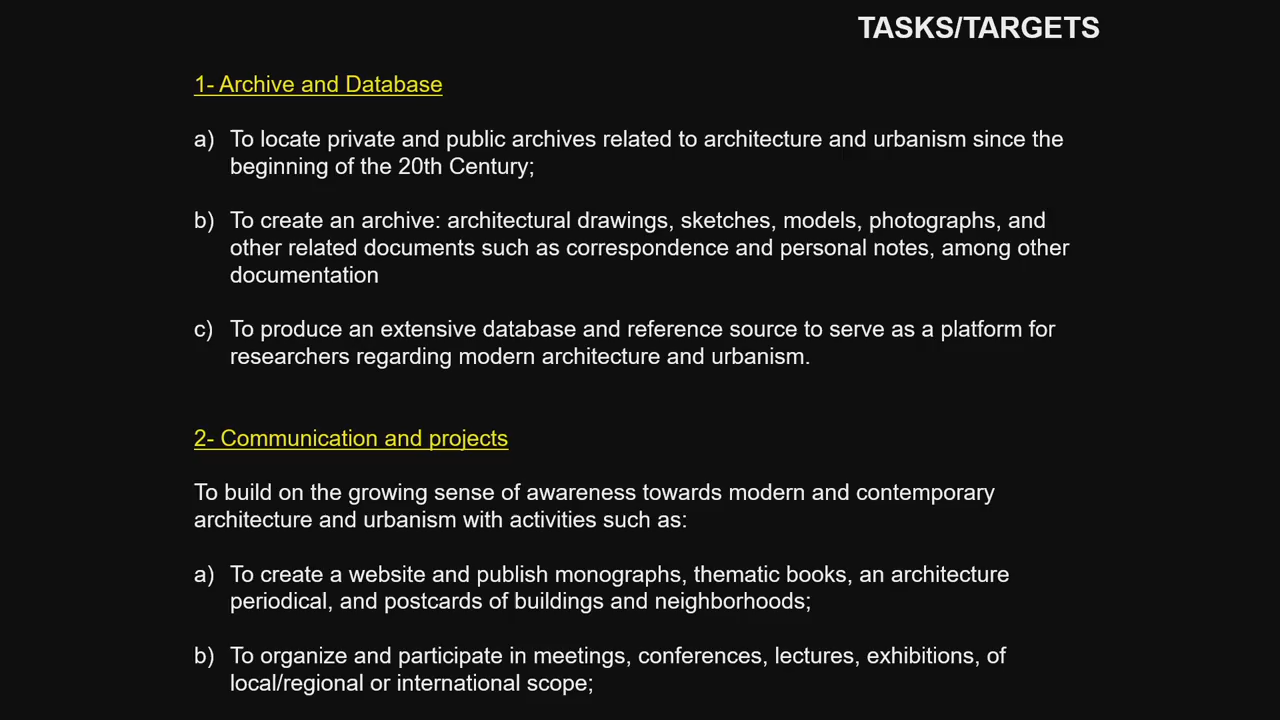 TASKS/TARGETS
1- Archive and Database
a) To locate private and public archives related to architecture and urbanism since the
beginning of the 20th Century;
b) To create an archive: architectural drawings, sketches, models, photographs, and
other related documents such as correspondence and personal notes, among other
documentation
c) To produce an extensive database and reference source to serve as a platform for
researchers regarding modern architecture and urbanism.
2- Communication and projects
To build on the growing sense of awareness towards modern and contemporary
architecture and urbanism with activities such as:
a) To create a website and publish monographs, thematic books, an architecture
periodical, and postcards of buildings and neighborhoods;
b) To organize and participate in meetings, conferences, lectures, exhibitions, of
local/regional or international scope;